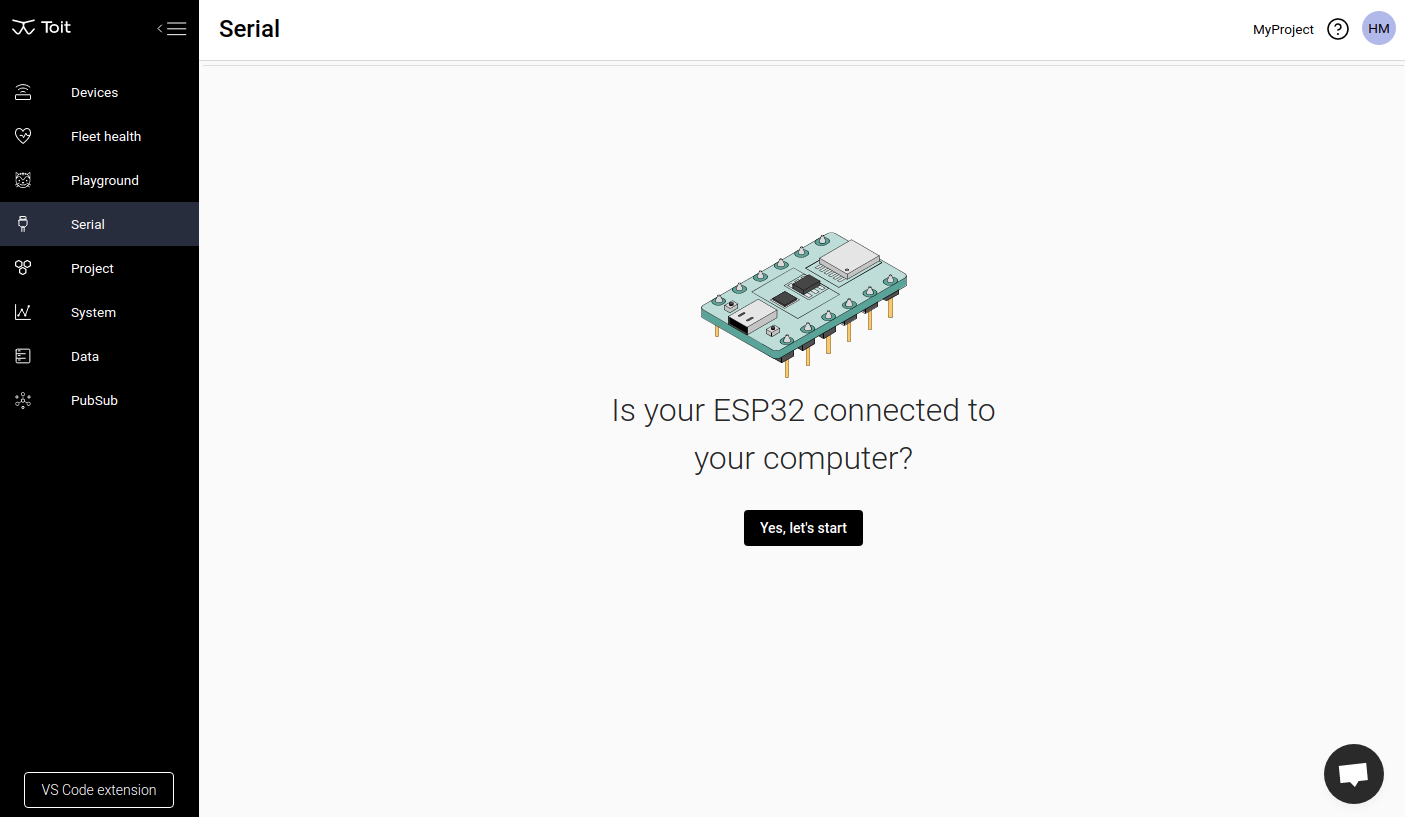 Toit
Serial
MyProject
HM
Devices
Fleet health
Playground
Serial
Project
System
Data
PubSub
Is your ESP32 connected to
your computer?
Yes, let's start
VS Code extension